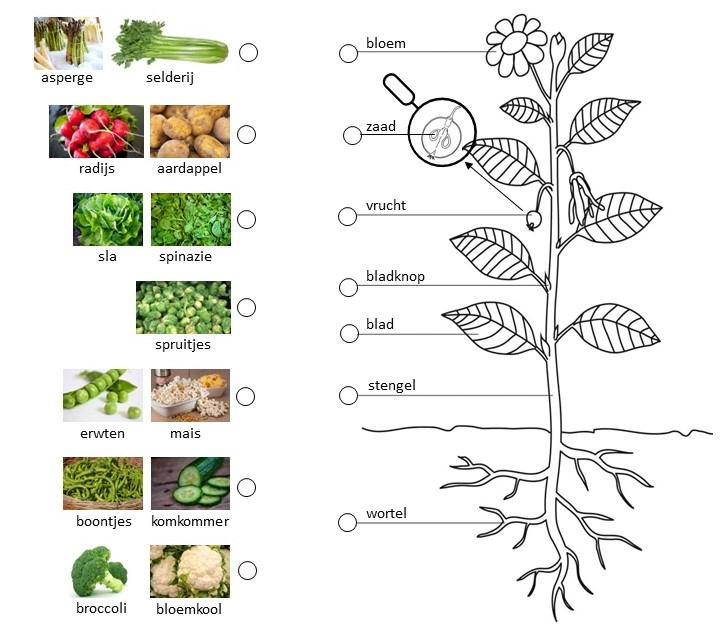 asperge selderij
radijs aardappel
sla spinazie
spruitjes
erwten mais
boontjes komkommer
broccoli bloemkool
bloem
zaad
vrucht
bladknop
blad
stengel
wortel